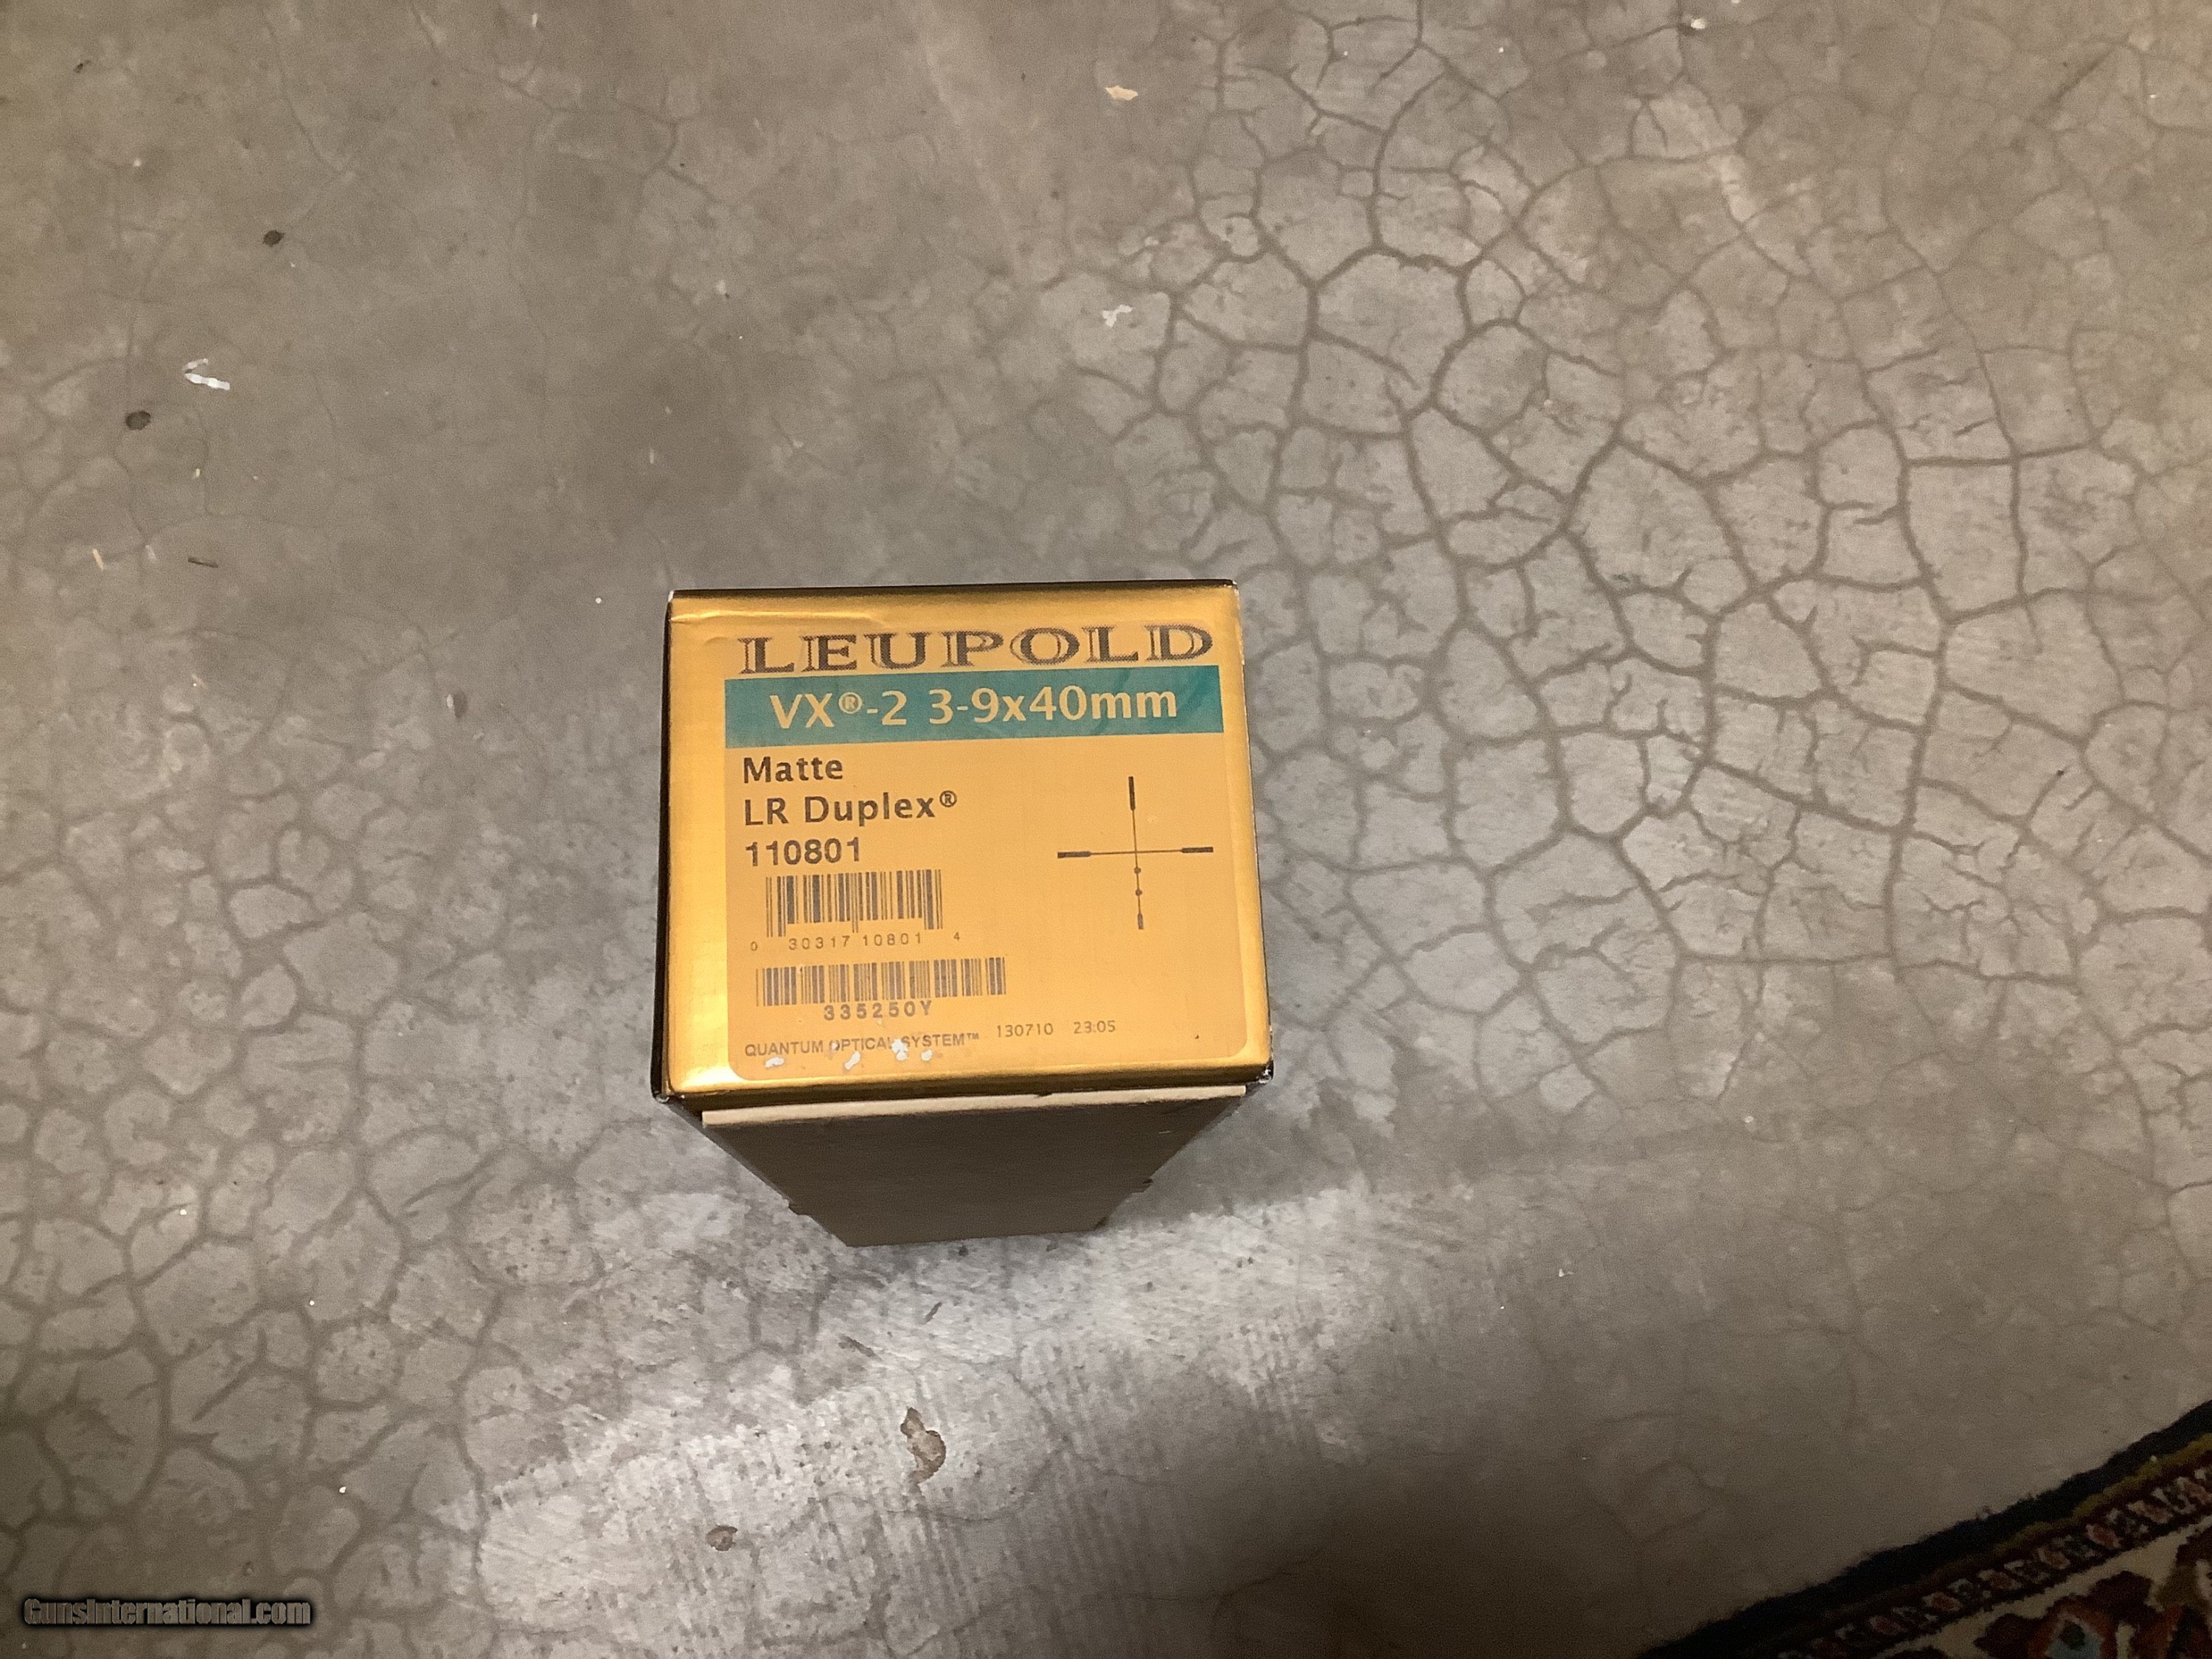 LEUPOLD
VX®-2 3-9x40mm
Matte
LR Duplex®
110801
0 30317 10801 4
335250Y
QUANTUM OPTICAL SYSTEM™ 130710 23:05
GunsInternational.com